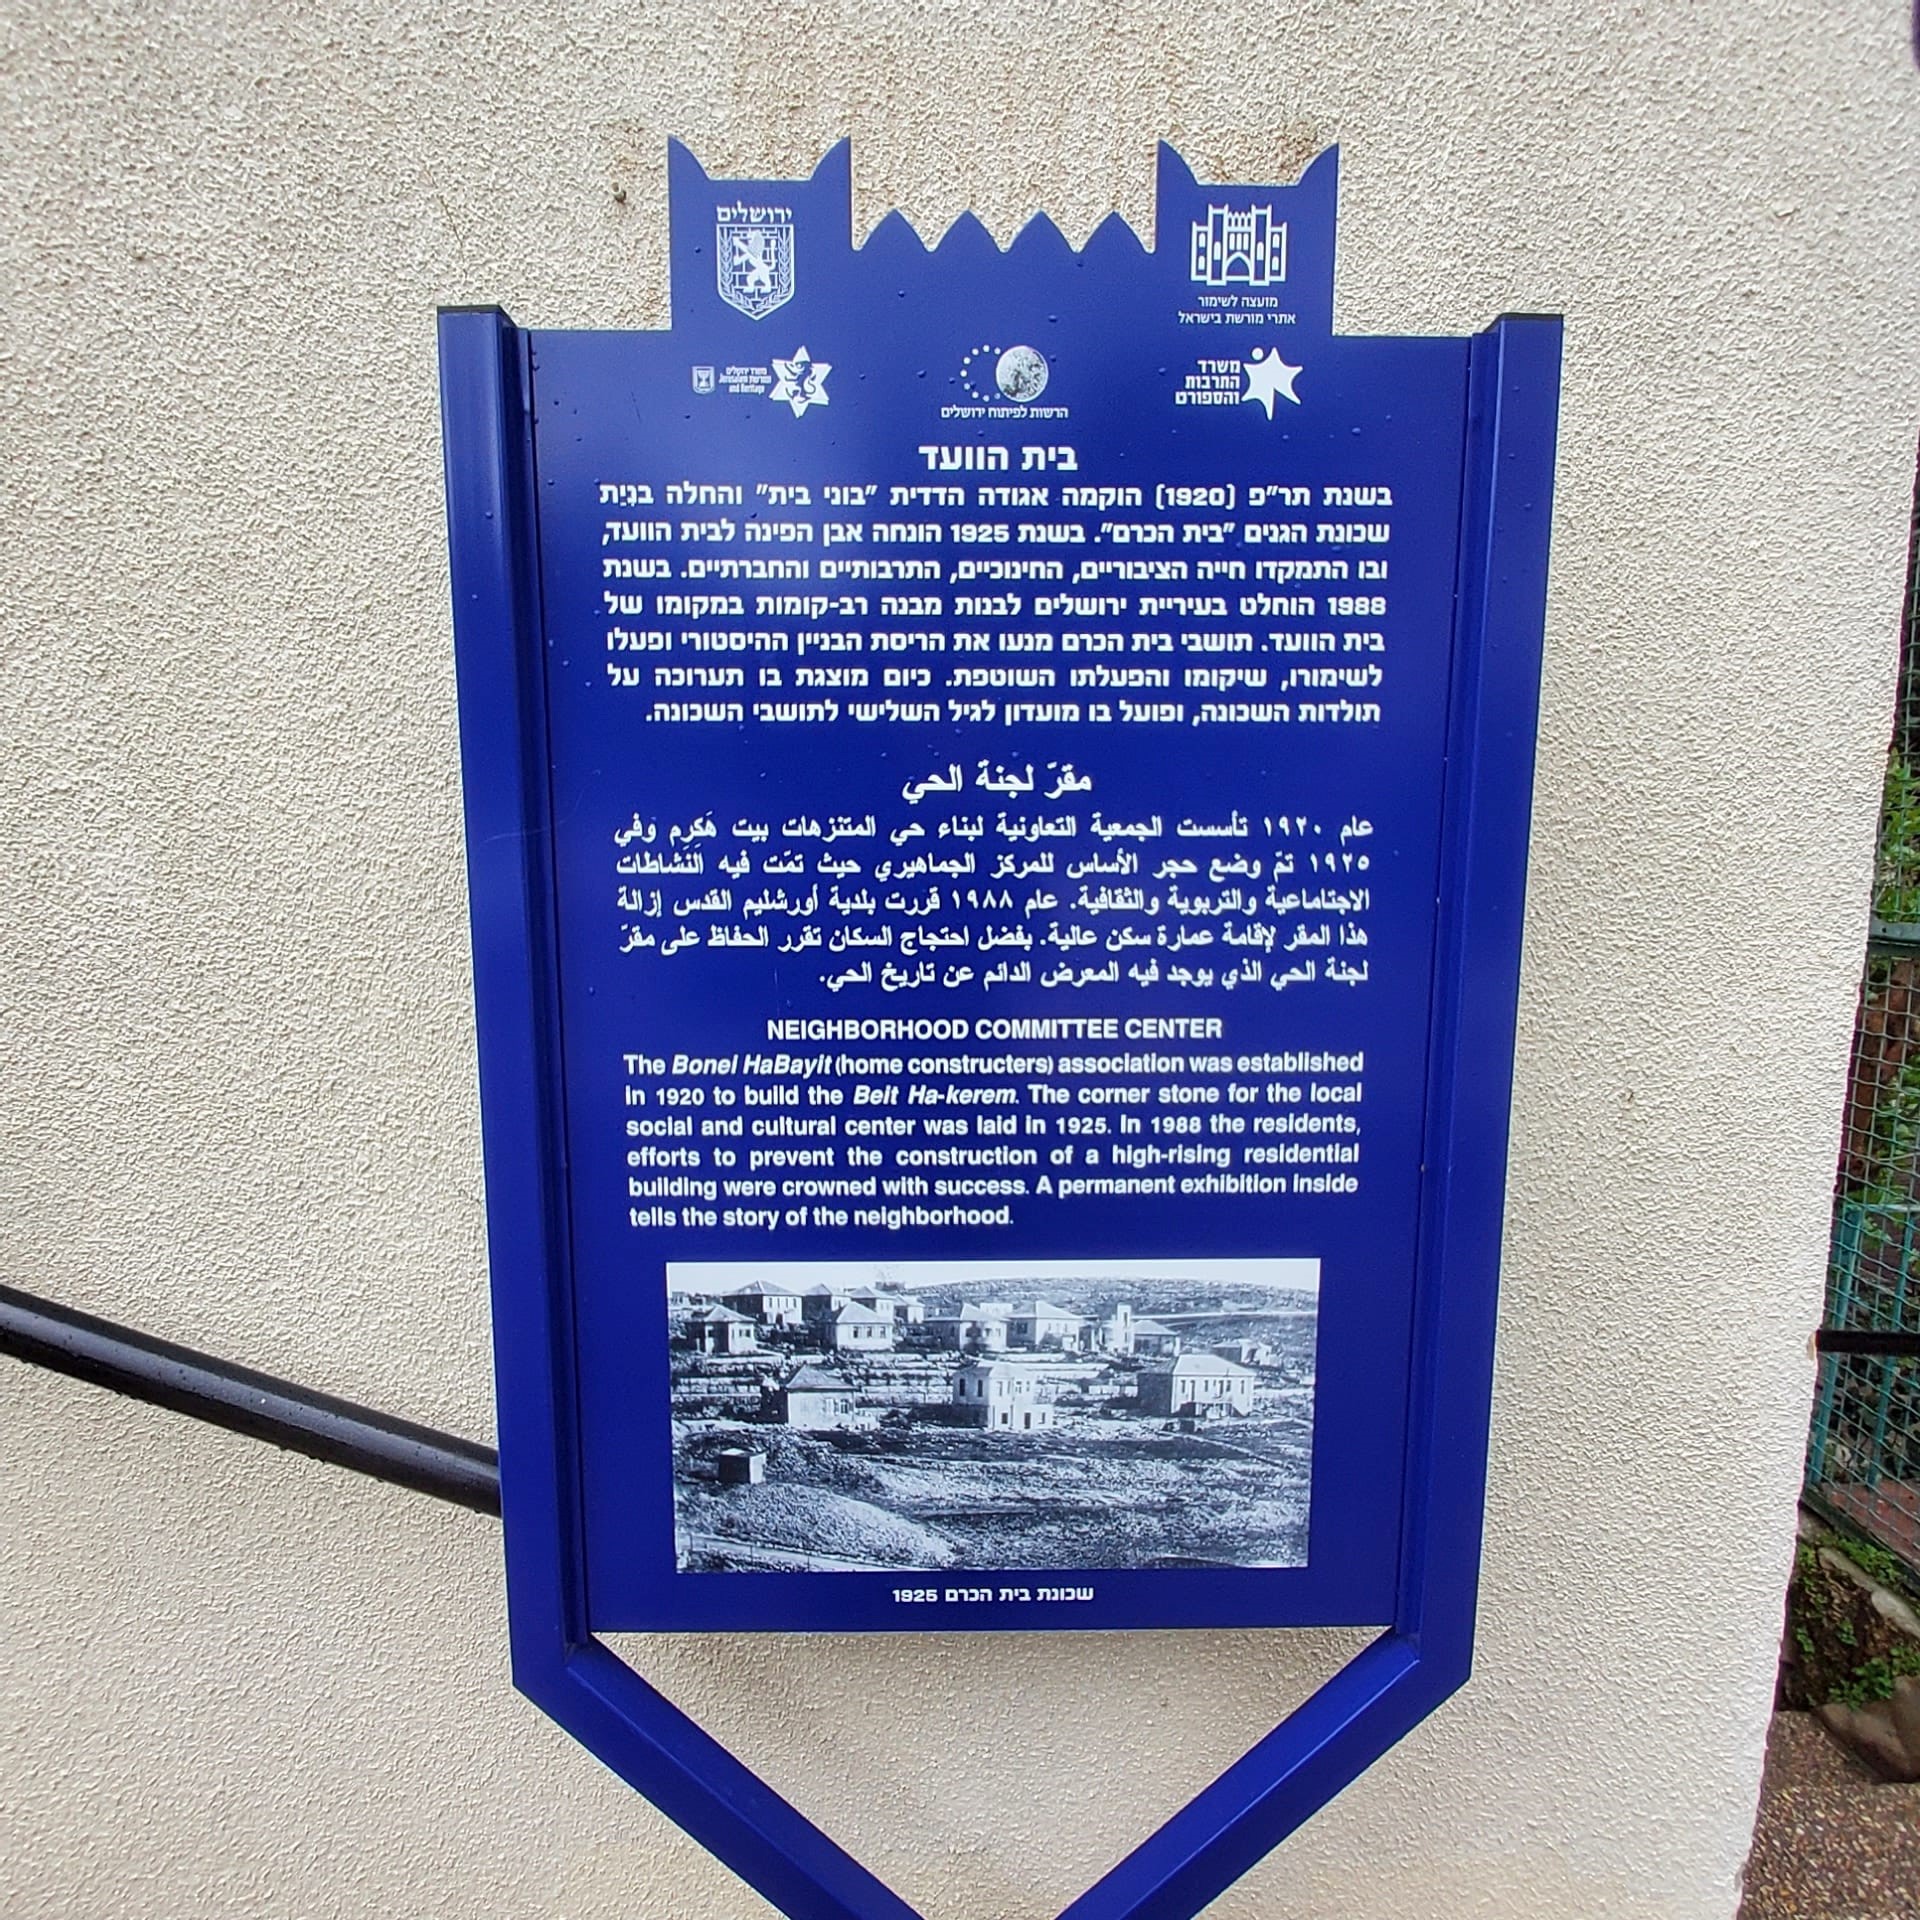 ירושלים
מועצה לשימור
אתרי מורשת בישראל
משרד ירושלים
ומורשת
Jerusalem
and Heritage
הרשות לפיתוח ירושלים
משרד
התרבות
והספורט
בית הוועד
בשנת תר"פ (1920) הוקמה אגודה הדדית "בוני בית" והחלה בנְיַת
שכונת הגנים "בית הכרם". בשנת 1925 הונחה אבן הפינה לבית הוועד,
ובו התמקדו חייה הציבוריים, החינוכיים, התרבותיים והחברתיים. בשנת
1988 הוחלט בעיריית ירושלים לבנות מבנה רב-קומות במקומו של
בית הוועד. תושבי בית הכרם מנעו את הריסת הבניין ההיסטורי ופעלו
לשימורו, שיקומו והפעלתו השוטפת. כיום מוצגת בו תערוכה על
תולדות השכונה, ופועל בו מועדון לגיל השלישי לתושבי השכונה.
مقرّ لجنة الحي
عام ١٩٢٠ تأسست الجمعية التعاونية لبناء حي المتنزهات بيت هَكرِم وفي
١٩٢٥ تمّ وضع حجر الأساس للمركز الجماهيري حيث تمّت فيه النَشاطات
الاجتاماعية والتربوية والثقافية. عام ١٩٨٨ قررت بلدية أورشليم القدس إزالة
هذا المقر لإقامة عمارة سكن عالية. بفضل احتجاج السكان تقرر الحفاظ على مقرّ
لجنة الحي الذي يوجد فيه المعرض الدائم عن تاريخ الحي.
NEIGHBORHOOD COMMITTEE CENTER
The Bonei HaBayit (home constructers) association was established
in 1920 to build the Beit Ha-kerem. The corner stone for the local
social and cultural center was laid in 1925. In 1988 the residents,
efforts to prevent the construction of a high-rising residential
building were crowned with success. A permanent exhibition inside
tells the story of the neighborhood.
שכונת בית הכרם 1925